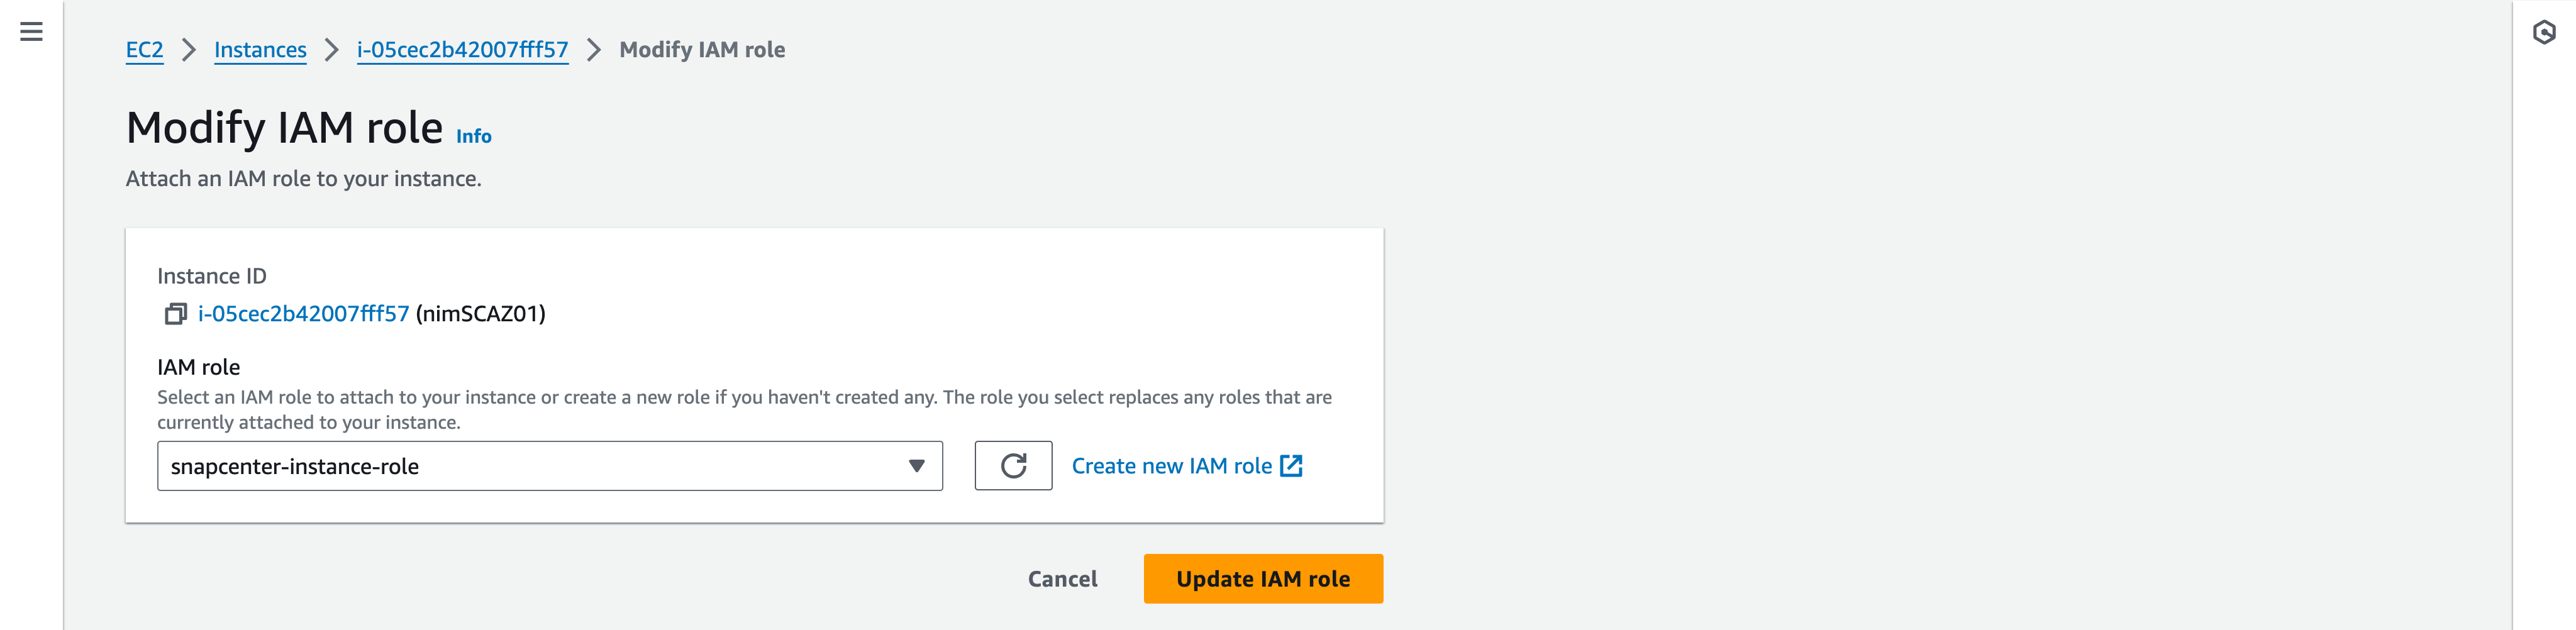 EC2 Instances i-05cec2b42007fff57 Modify IAM role
Modify IAM role Info
Attach an IAM role to your instance.
Instance ID
i-05cec2b42007fff57 (nimSCAZ01)
IAM role
Select an IAM role to attach to your instance or create a new role if you haven't created any. The role you select replaces any roles that are
currently attached to your instance.
snapcenter-instance-role Create new IAM role
Cancel Update IAM role